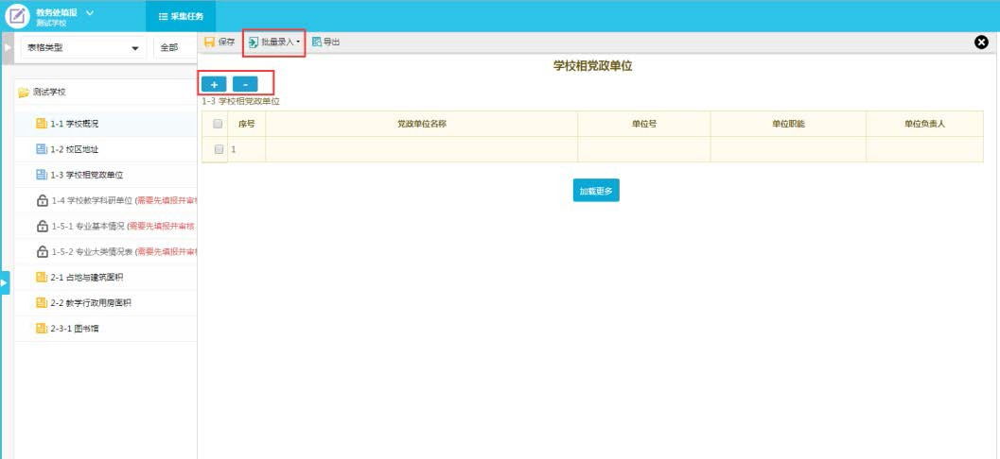 教务处填报
测试学校
采集任务
表格类型
全部
保存 批量录入 导出
学校相党政单位
+ -
1-3 学校相党政单位
序号 党政单位名称 单位号 单位职能 单位负责人
1
加载更多
测试学校
1-1 学校概况
1-2 校区地址
1-3 学校相党政单位
1-4 学校教学科研单位 (需要先填报并审核
1-5-1 专业基本情况 (需要先填报并审核
1-5-2 专业大类情况表 (需要先填报并审核
2-1 占地与建筑面积
2-2 教学行政用房面积
2-3-1 图书馆